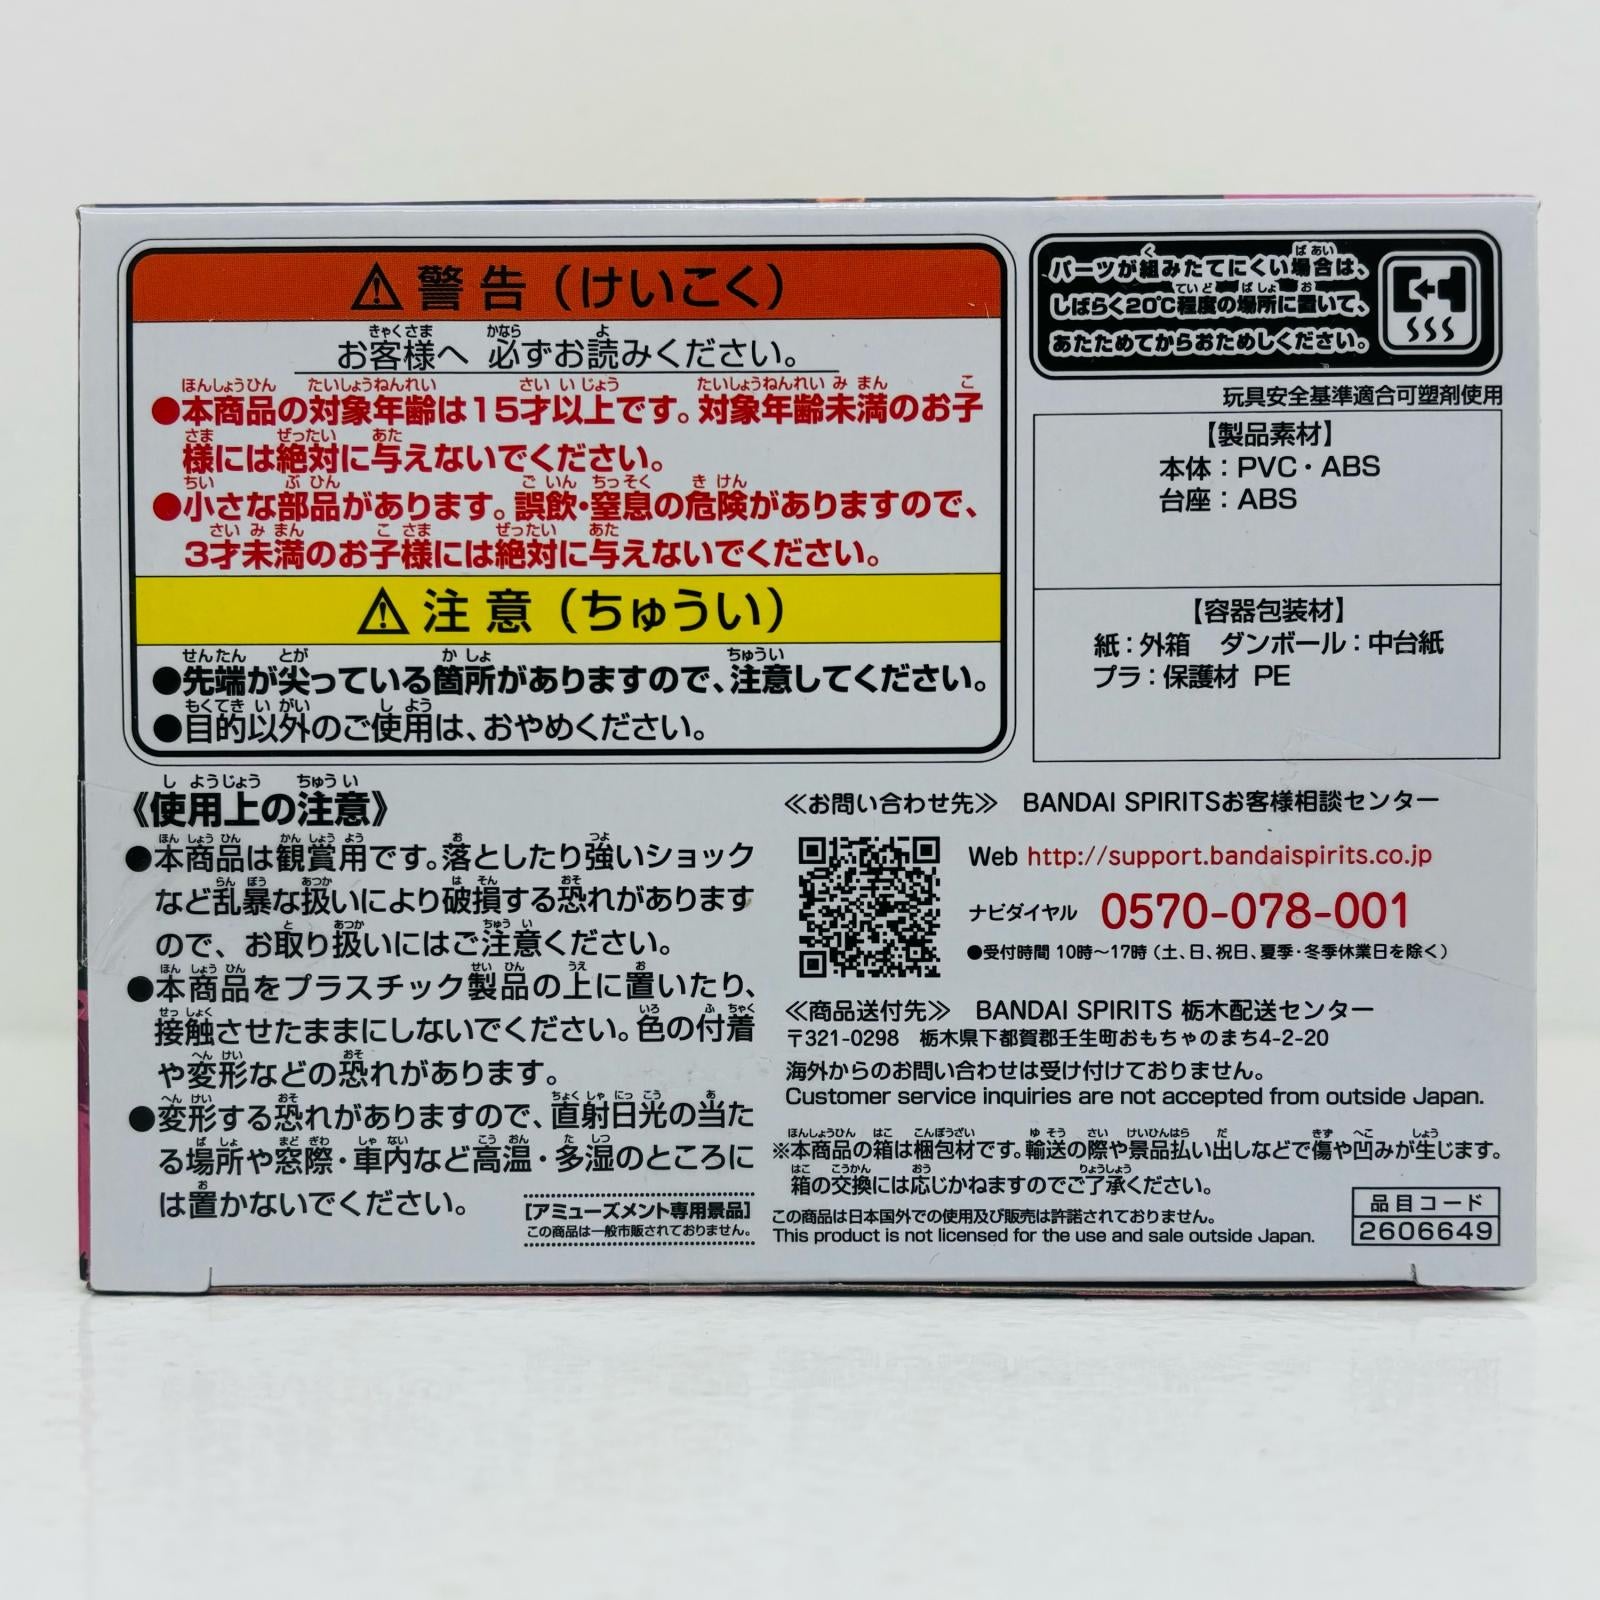 警告（けいこく）
お客様へ 必ずお読みください。
●本商品の対象年齢は15才以上です。対象年齢未満のお子
様には絶対に与えないでください。
●小さな部品があります。誤飲・窒息の危険がありますので、
3才未満のお子様には絶対に与えないでください。
注意（ちゅうい）
●先端が尖っている箇所がありますので、注意してください。
●目的以外のご使用は、おやめください。
パーツが組みたてにくい場合は、
しばらく20℃程度の場所に置いて、
あたためてからおためしください。
玩具安全基準適合可塑剤使用
【製品素材】
本体：PVC・ABS
台座：ABS
【容器包装材】
紙：外箱 ダンボール：中台紙
プラ：保護材 PE
《使用上の注意》
●本商品は観賞用です。落としたり強いショック
など乱暴な扱いにより破損する恐れがあります
ので、お取り扱いにはご注意ください。
●本商品をプラスチック製品の上に置いたり、
接触させたままにしないでください。色の付着
や変形などの恐れがあります。
●変形する恐れがありますので、直射日光の当た
る場所や窓際・車内など高温・多湿のところに
は置かないでください。
［アミューズメント専用景品］
この商品は一般市販されておりません。
≪お問い合わせ先≫ BANDAI SPIRITSお客様相談センター
Web http://support.bandaispirits.co.jp
ナビダイヤル 0570-078-001
●受付時間 10時～17時（土、日、祝日、夏季・冬季休業日を除く）
≪商品送付先≫ BANDAI SPIRITS 栃木配送センター
〒321-0298 栃木県下都賀郡壬生町おもちゃのまち4-2-20
海外からのお問い合わせは受け付けておりません。
Customer service inquiries are not accepted from outside Japan.
※本商品の箱は梱包材です。輸送の際や景品払い出しなどで傷や凹みが生じます。
箱の交換には応じかねますのでご了承ください。
この商品は日本国外での使用及び販売は許諾されておりません。
This product is not licensed for the use and sale outside Japan.
品目コード
2606649